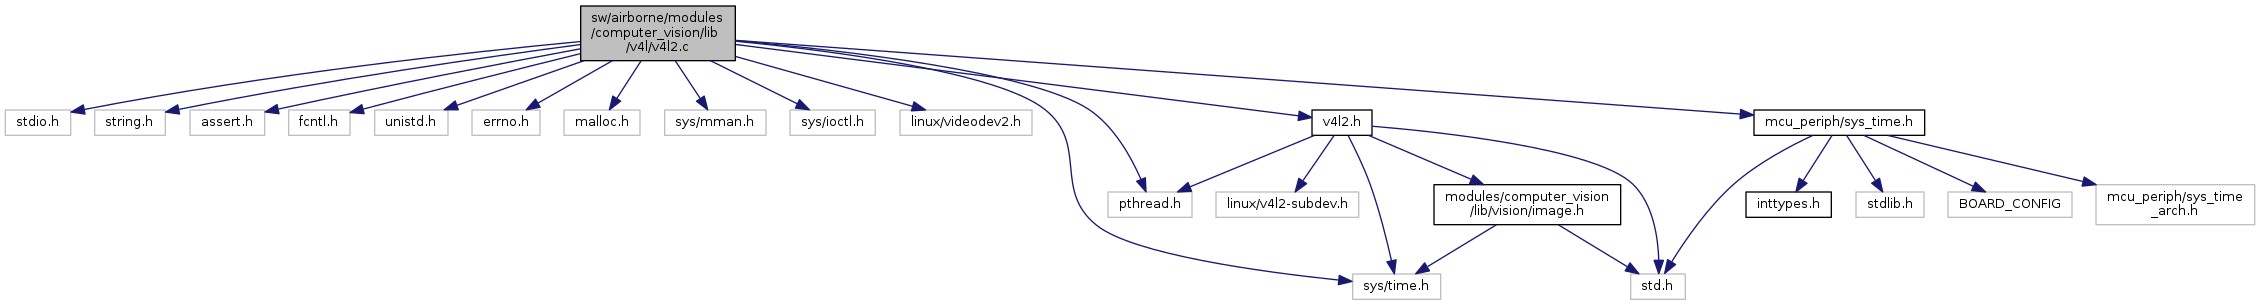 sw/airborne/modules
/computer_vision/lib
/v4l/v4l2.c
stdio.h
string.h
assert.h
fcntl.h
unistd.h
errno.h
malloc.h
sys/mman.h
sys/ioctl.h
linux/videodev2.h
v4l2.h
mcu_periph/sys_time.h
pthread.h
linux/v4l2-subdev.h
modules/computer_vision
/lib/vision/image.h
inttypes.h
stdlib.h
BOARD_CONFIG
mcu_periph/sys_time
_arch.h
sys/time.h
std.h